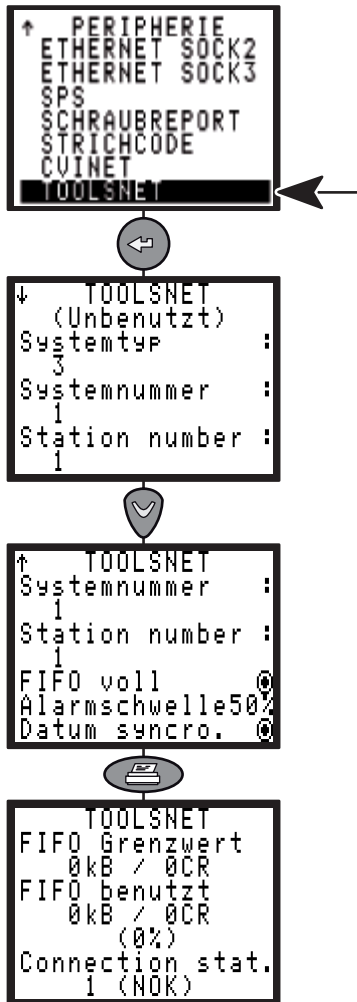 ↑ PERIPHERIE
ETHERNET SOCK2
ETHERNET SOCK3
SPS
SCHRAUBREPORT
STRICHCODE
CVINET
TOOLSNET
↓ TOOLSNET
(Unbenutzt)
Systemtyp :
3
Systemnummer :
1
Station number :
1
↑ TOOLSNET
Systemnummer :
1
Station number :
1
FIFO voll
Alarmschwelle50%
Datum syncro.
TOOLSNET
FIFO Grenzwert
0kB / 0CR
FIFO benutzt
0kB / 0CR
(0%)
Connection stat.
1 (NOK)